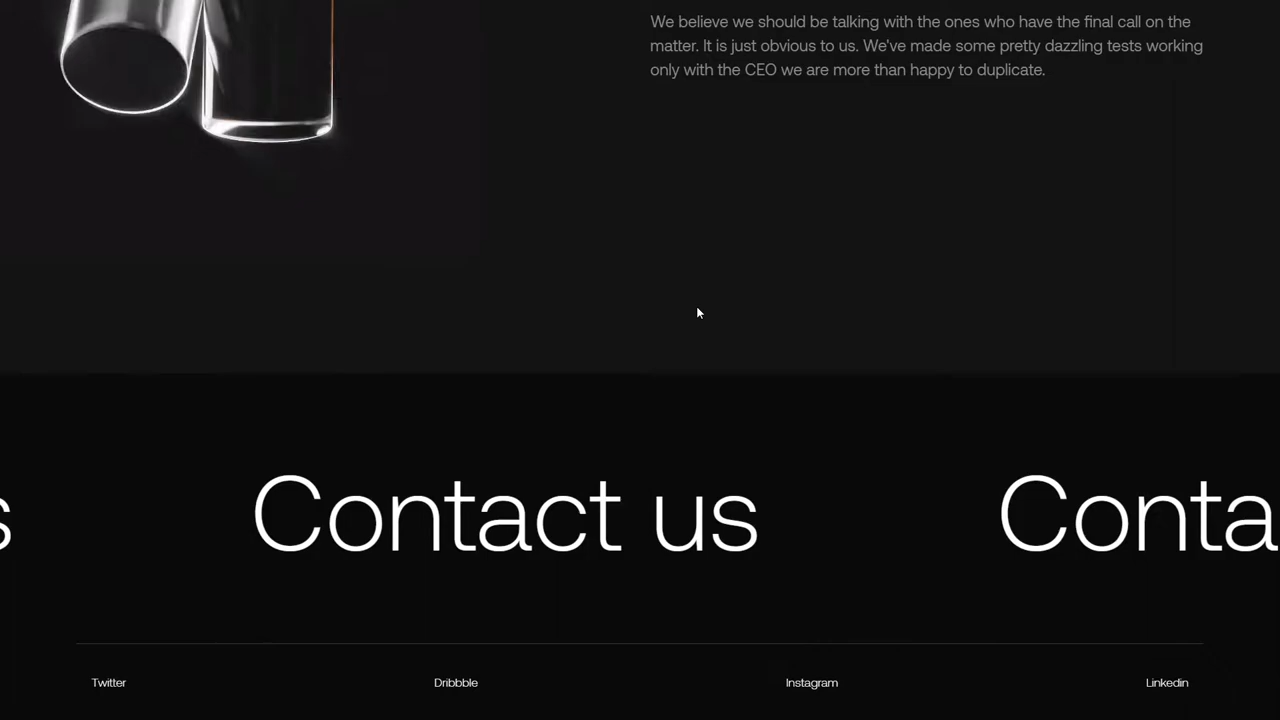 We believe we should be talking with the ones who have the final call on the
matter. It is just obvious to us. We've made some pretty dazzling tests working
only with the CEO we are more than happy to duplicate.
s Contact us Conta
Twitter Dribbble Instagram Linkedin